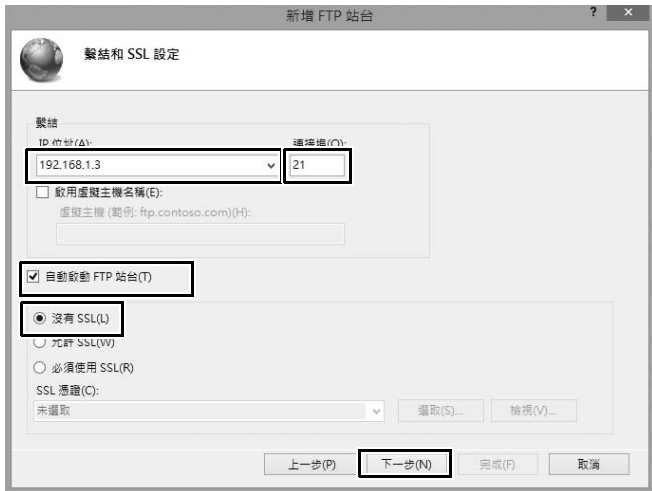 新增 FTP 站台
? ×
繫結和 SSL 設定
繫結
IP 位址(A):
連接埠(O):
192.168.1.3
21
啟用虛擬主機名稱(E):
虛擬主機 (範例: ftp.contoso.com)(H):
自動啟動 FTP 站台(T)
沒有 SSL(L)
允許 SSL(W)
必須使用 SSL(R)
SSL 憑證(C):
未選取
選取(S)...
檢視(V)...
上一步(P)
下一步(N)
完成(F)
取消